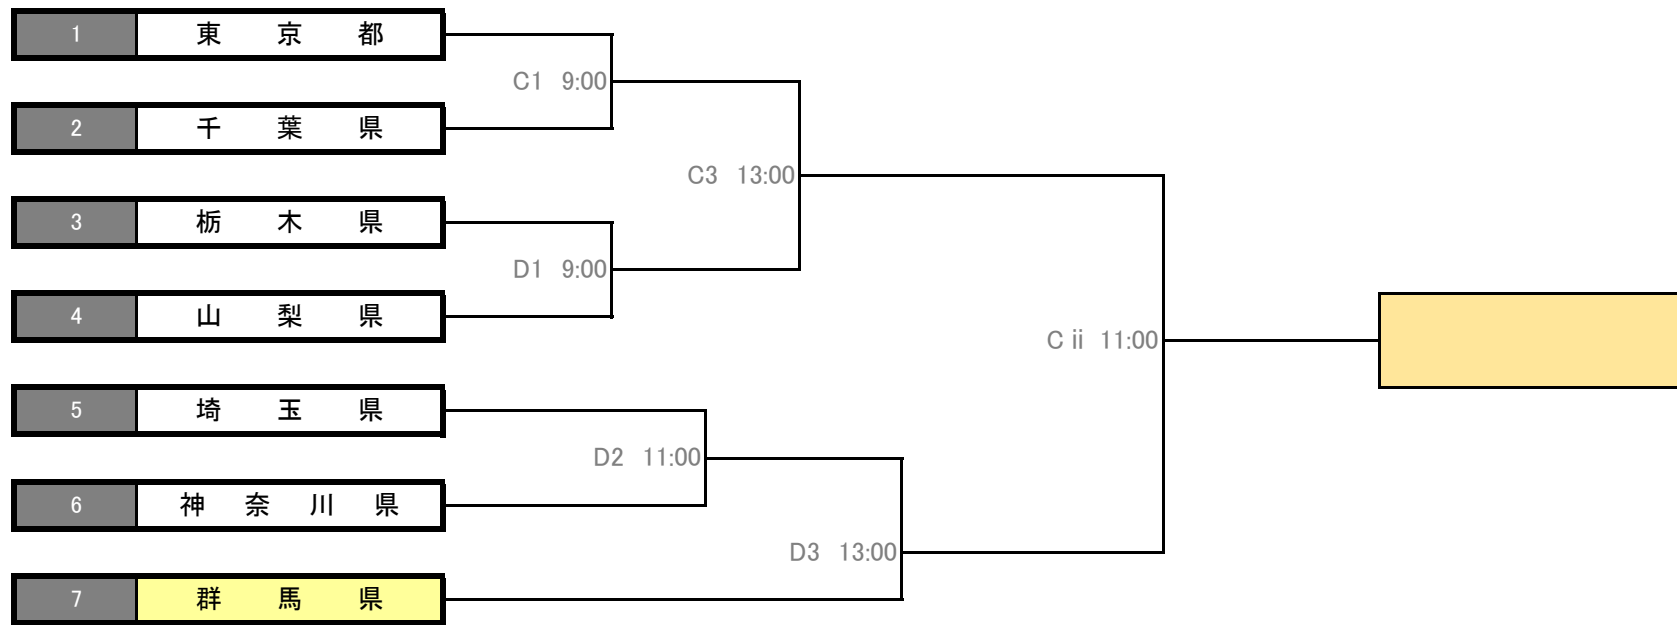 1 東京都
C1 9:00
2 千葉県
C3 13:00
3 栃木県
D1 9:00
4 山梨県
C ii 11:00
5 埼玉県
D2 11:00
6 神奈川県
D3 13:00
7 群馬県